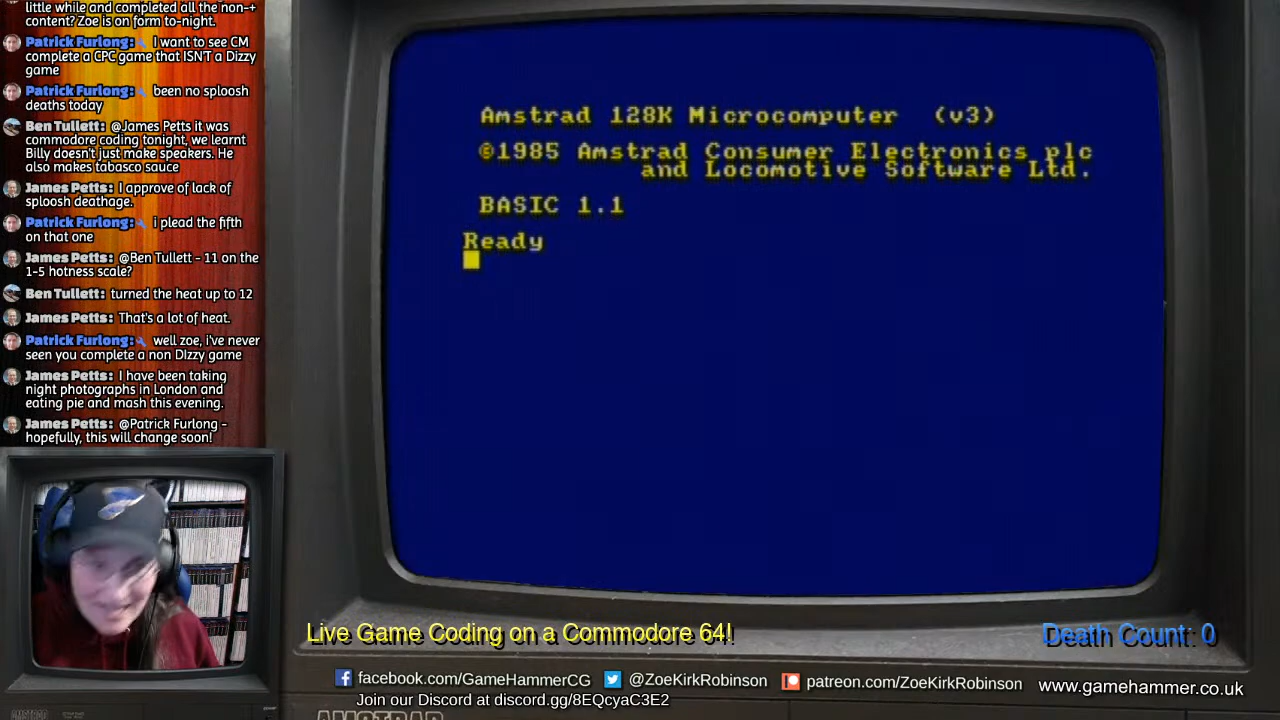 little while and completed all the non-+
content? Zoe is on form to-night.
Patrick Furlong: I want to see CM
complete a CPC game that ISN'T a Dizzy
game
Patrick Furlong: been no sploosh
deaths today
Ben Tullett: @James Petts it was
commodore coding tonight, we learnt
Billy doesn't just make speakers. He
also makes tabasco sauce
James Petts: I approve of lack of
sploosh deathage.
Patrick Furlong: i plead the fifth
on that one
James Petts: @Ben Tullett - 11 on the
1-5 hotness scale?
Ben Tullett: turned the heat up to 12
James Petts: That's a lot of heat.
Patrick Furlong: well zoe, i've never
seen you complete a non DIzzy game
James Petts: I have been taking
night photographs in London and
eating pie and mash this evening.
James Petts: @Patrick Furlong -
hopefully, this will change soon!
Amstrad 128K Microcomputer (v3)
©1985 Amstrad Consumer Electronics plc
and Locomotive Software Ltd.
BASIC 1.1
Ready
Live Game Coding on a Commodore 64!
Death Count: 0
facebook.com/GameHammerCG @ZoeKirkRobinson patreon.com/ZoeKirkRobinson www.gamehammer.co.uk
Join our Discord at discord.gg/8EQcyaC3E2
AMSTRAD